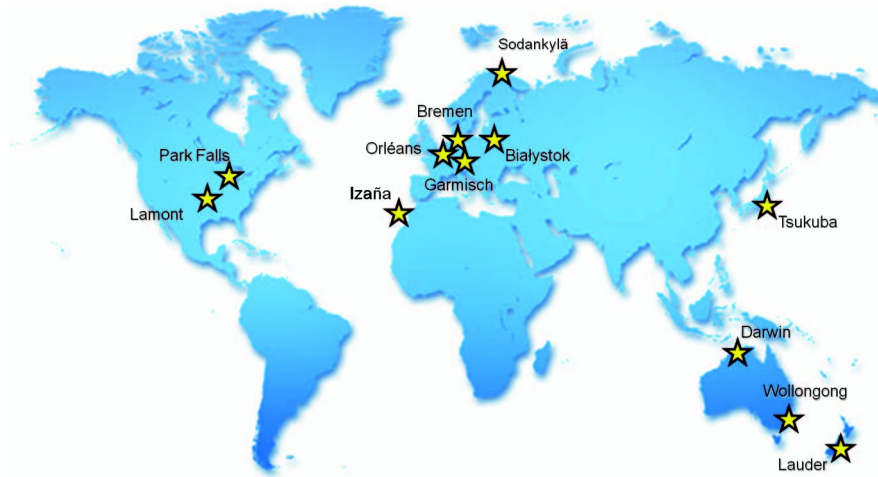 Sodankylä
Bremen
Orléans
Białystok
Park Falls
Garmisch
Izaña
Lamont
Tsukuba
Darwin
Wollongong
Lauder